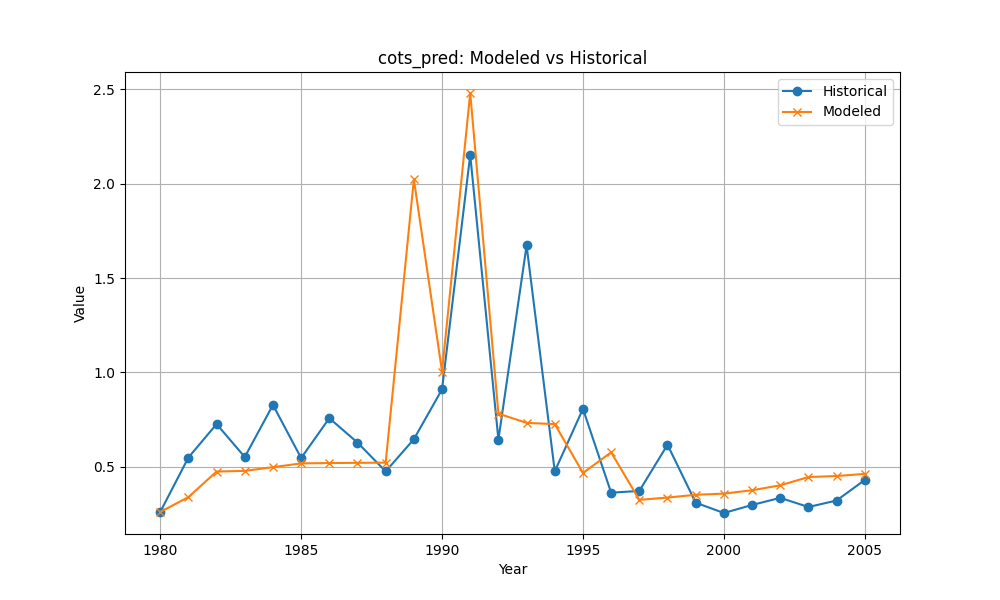 cots_pred: Modeled vs Historical
Historical
Modeled
Value
2.5
2.0
1.5
1.0
0.5
1980 1985 1990 1995 2000 2005
Year